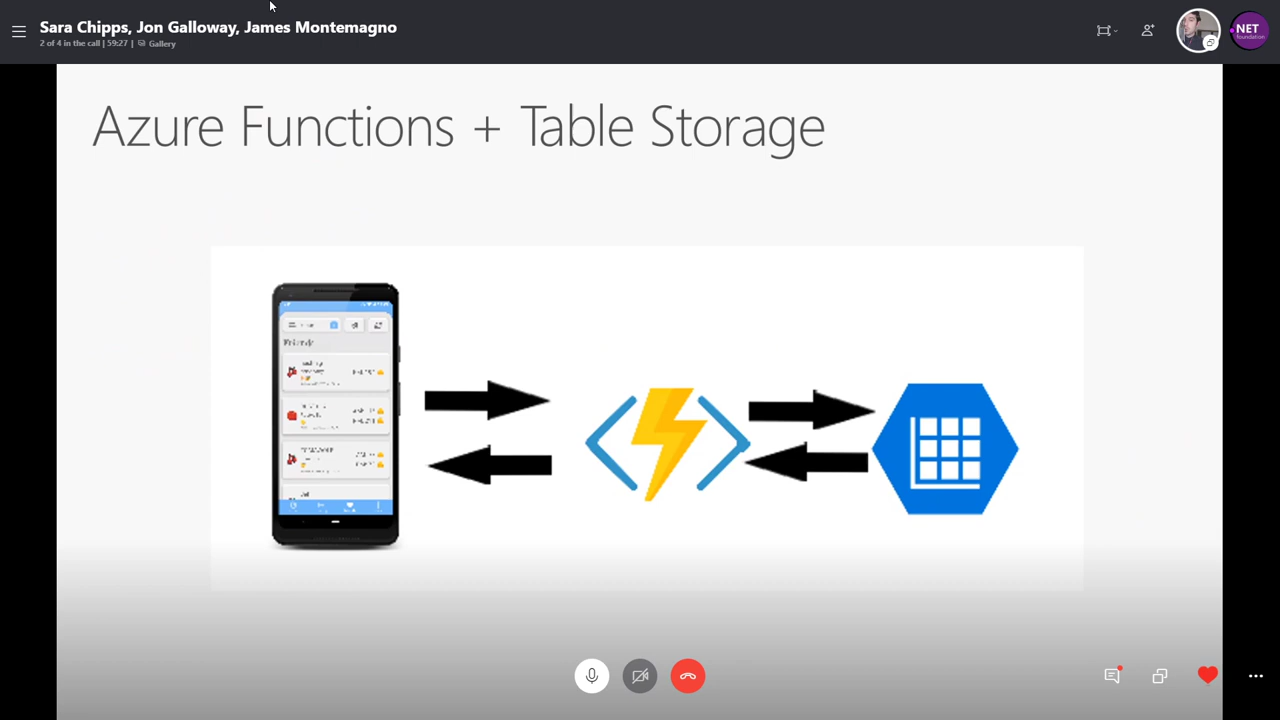 Sara Chipps, Jon Galloway, James Montemagno
2 of 4 in the call | 59:27 | Gallery
NET
foundation
Azure Functions + Table Storage